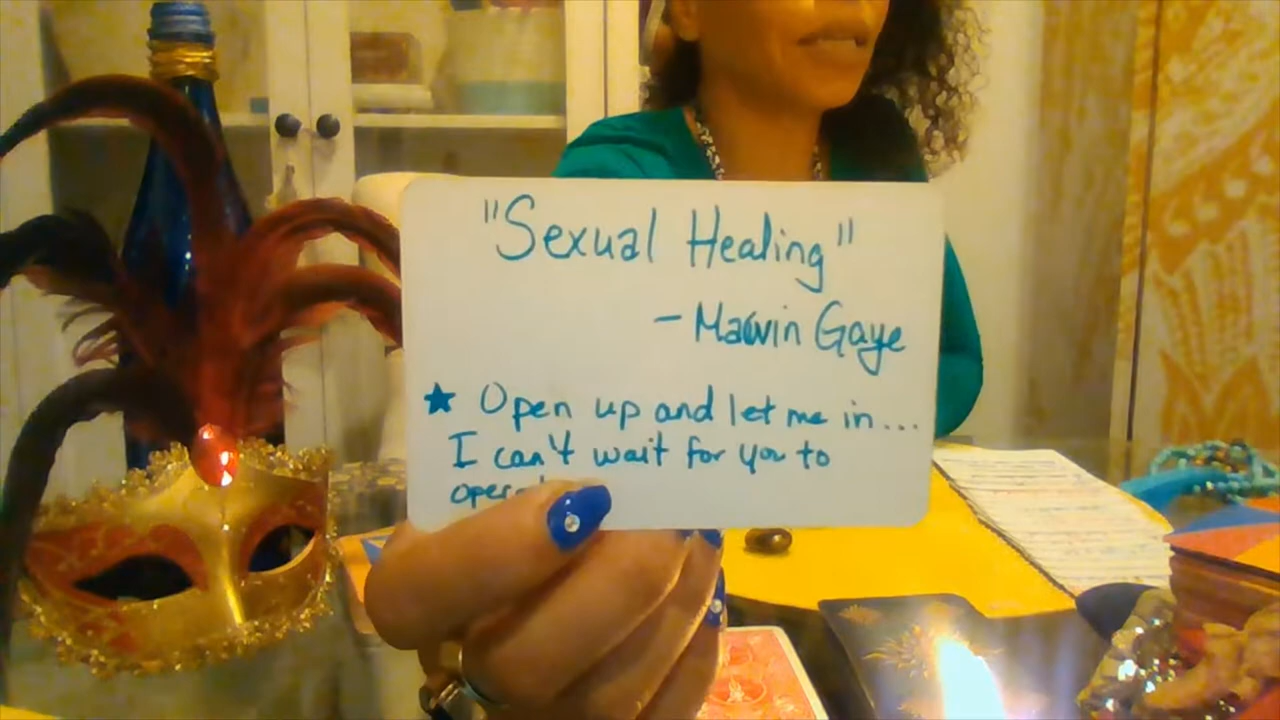 "Sexual Healing"
- Marvin Gaye
★ Open up and let me in...
I can't wait for you to